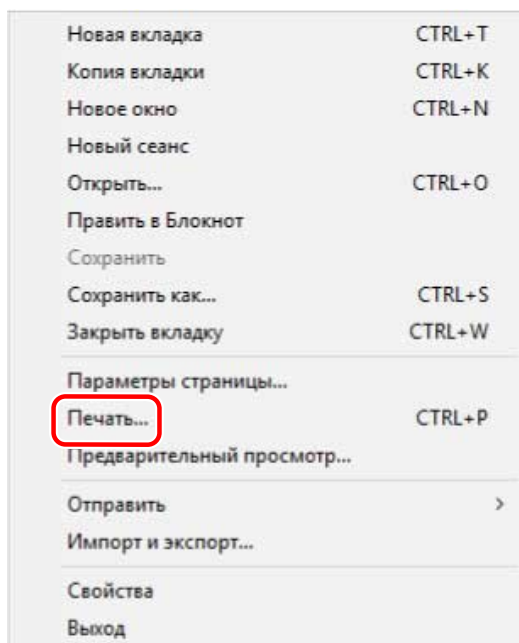 Новая вкладка CTRL+T
Копия вкладки CTRL+K
Новое окно CTRL+N
Новый сеанс
Открыть... CTRL+O
Править в Блокнот
Сохранить
Сохранить как... CTRL+S
Закрыть вкладку CTRL+W
Параметры страницы...
Печать... CTRL+P
Предварительный просмотр...
Отправить >
Импорт и экспорт...
Свойства
Выход